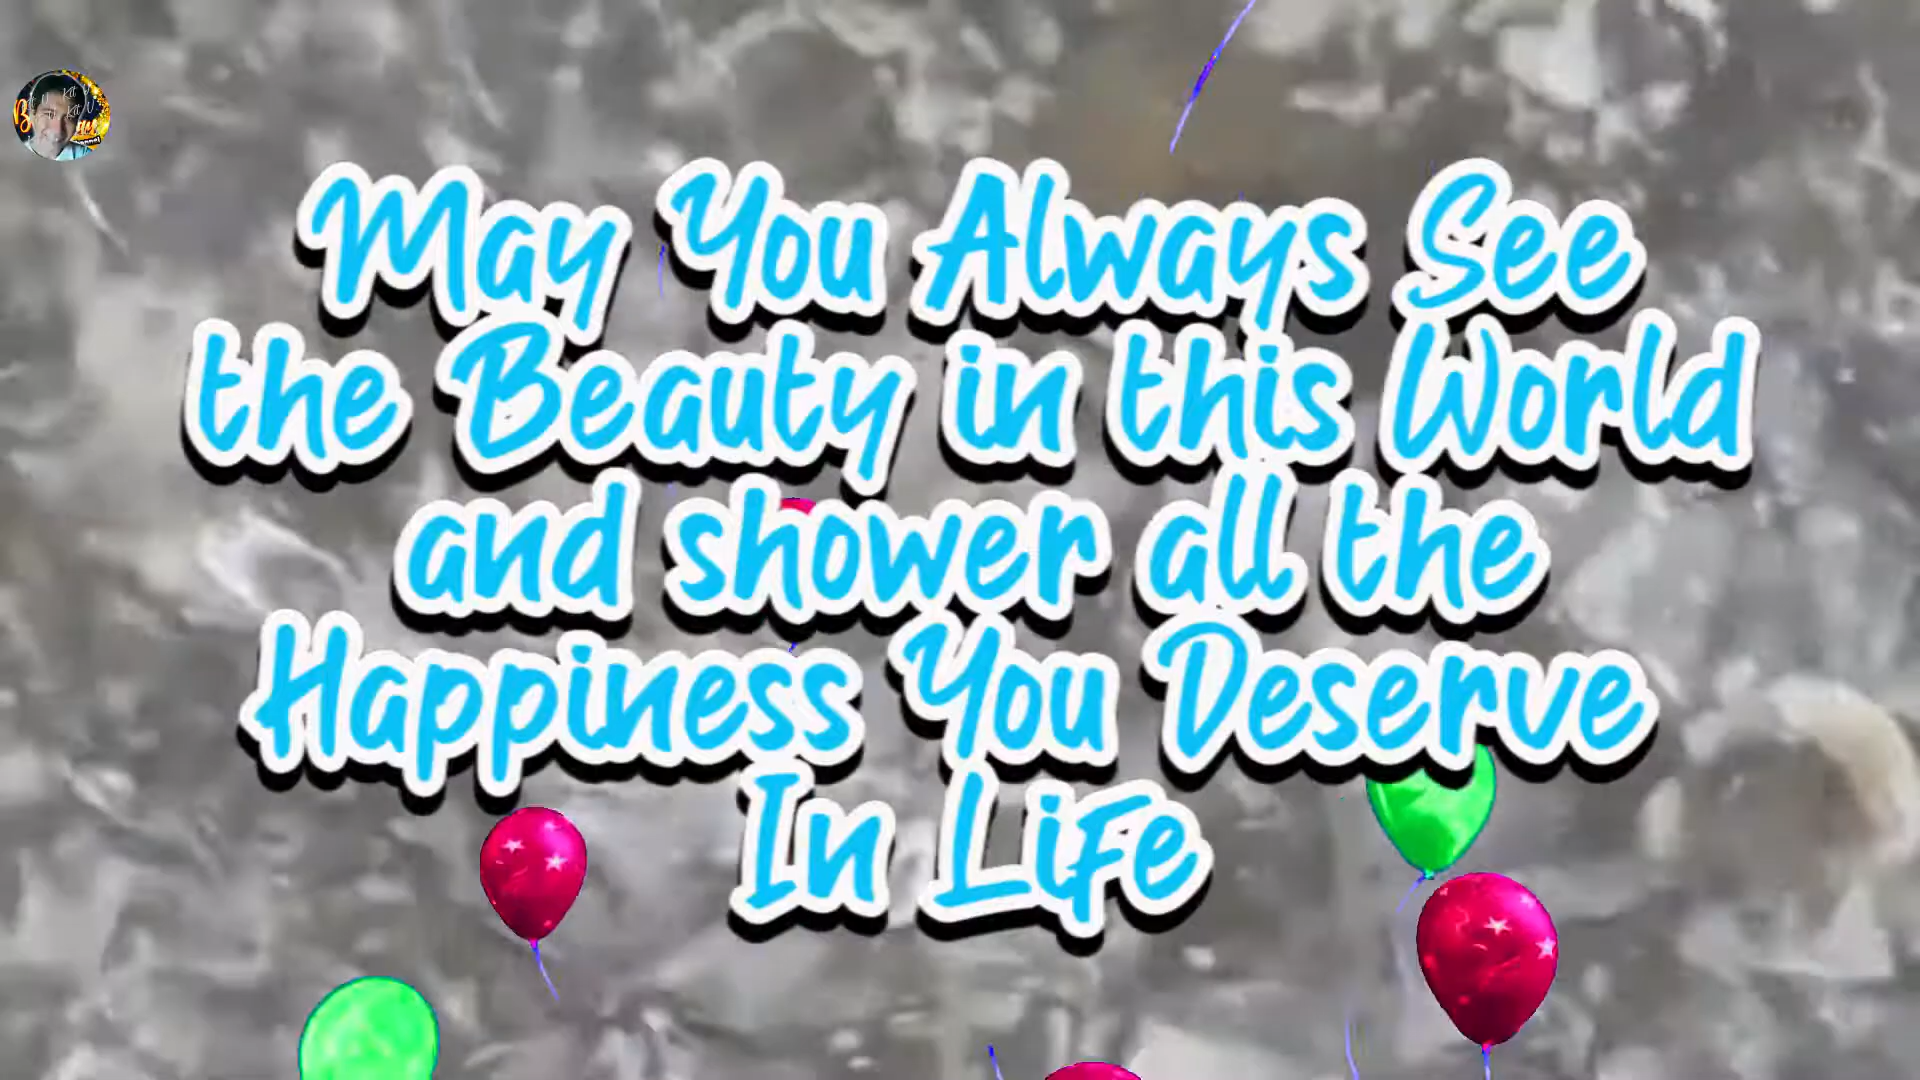 May You Always See
the Beauty in this World
and shower all the
Happiness You Deserve
In Life